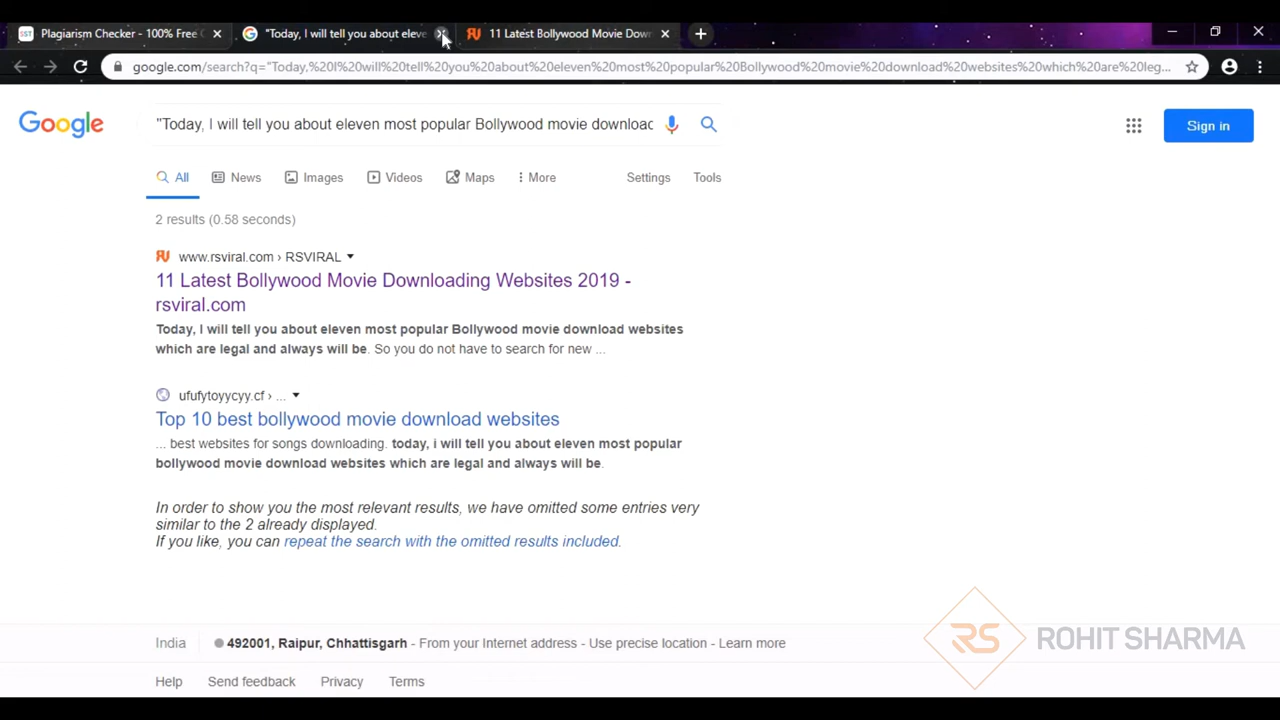 SST Plagiarism Checker - 100% Free
"Today, I will tell you about eleve
11 Latest Bollywood Movie Down
google.com/search?q="Today,%20I%20will%20tell%20you%20about%20eleven%20most%20popular%20Bollywood%20movie%20download%20websites%20which%20are%20leg...
Google
"Today, I will tell you about eleven most popular Bollywood movie downloac
Sign in
All
News
Images
Videos
Maps
More
Settings
Tools
2 results (0.58 seconds)
www.rsviral.com › RSVIRAL
11 Latest Bollywood Movie Downloading Websites 2019 -
rsviral.com
Today, I will tell you about eleven most popular Bollywood movie download websites
which are legal and always will be. So you do not have to search for new ...
ufufytoyycyy.cf › ...
Top 10 best bollywood movie download websites
... best websites for songs downloading. today, i will tell you about eleven most popular
bollywood movie download websites which are legal and always will be.
In order to show you the most relevant results, we have omitted some entries very
similar to the 2 already displayed.
If you like, you can repeat the search with the omitted results included.
India
492001, Raipur, Chhattisgarh - From your Internet address - Use precise location - Learn more
RS ROHIT SHARMA
Help
Send feedback
Privacy
Terms